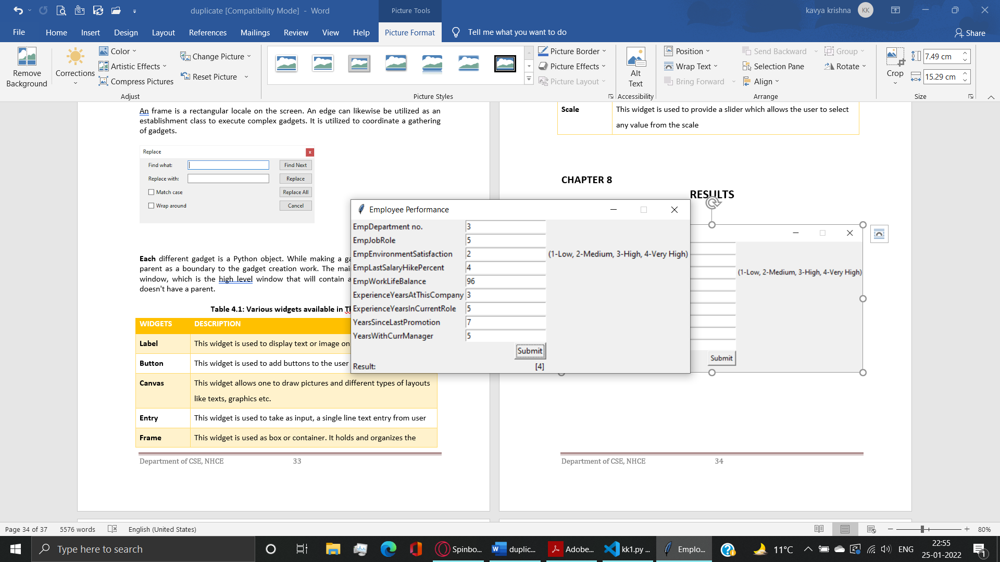 duplicate [Compatibility Mode] - Word
Picture Tools
kavya krishna
KK
File Home Insert Design Layout References Mailings Review View Help Picture Format Tell me what you want to do Share
Remove Background
Corrections
Color
Artistic Effects
Compress Pictures
Change Picture
Reset Picture
Adjust
Picture Styles
Picture Border
Picture Effects
Picture Layout
Alt Text
Accessibility
Position
Wrap Text
Bring Forward
Send Backward
Selection Pane
Align
Group
Rotate
Arrange
Crop
7.49 cm
15.29 cm
Size
An frame is a rectangular locale on the screen. An edge can likewise be utilized as an
establishment class to execute complex gadgets. It is utilized to coordinate a gathering
of gadgets.
Replace
x
Find what:
Find Next
Replace with:
Replace
Match case
Replace All
Wrap around
Cancel
Each different gadget is a Python object. While making a ga
parent as a boundary to the gadget creation work. The mai
window, which is the high level window that will contain a
doesn't have a parent.
Table 4.1: Various widgets available in
WIDGETS DESCRIPTION
Label This widget is used to display text or image on
Button This widget is used to add buttons to the user
Canvas This widget allows one to draw pictures and different types of layouts
like texts, graphics etc.
Entry This widget is used to take as input, a single line text entry from user
Frame This widget is used as box or container. It holds and organizes the
Department of CSE, NHCE 33
Scale This widget is used to provide a slider which allows the user to select
any value from the scale
CHAPTER 8
RESULTS
Employee Performance
EmpDepartment no. 3
EmpJobRole 5
EmpEnvironmentSatisfaction 2 (1-Low, 2-Medium, 3-High, 4-Very High)
EmpLastSalaryHikePercent 4
EmpWorkLifeBalance 96
ExperienceYearsAtThisCompany 3
ExperienceYearsInCurrentRole 5
YearsSinceLastPromotion 7
YearsWithCurrManager 5
Submit
Result: [4]
(1-Low, 2-Medium, 3-High, 4-Very High)
Submit
Department of CSE, NHCE 34
Page 34 of 37 5576 words English (United States) 80%
Type here to search
Spinbo...
duplic...
Adobe...
kk1.py ...
Emplo...
11°C
ENG
22:55
25-01-2022
1